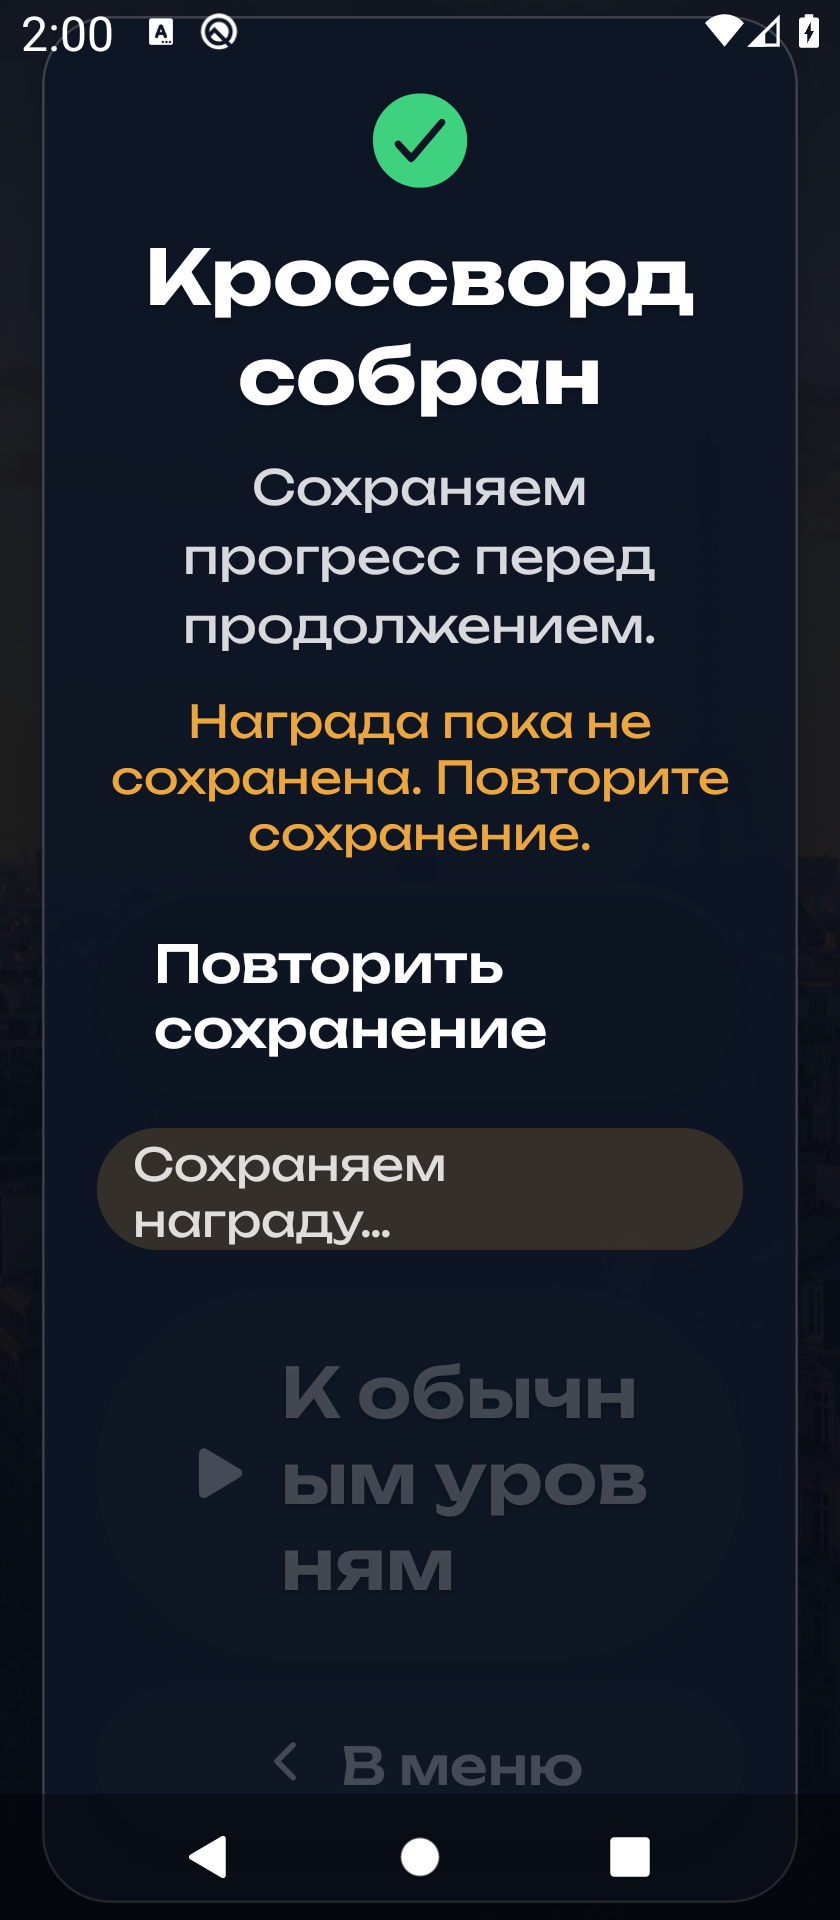 2:00
Кроссворд
собран
Сохраняем
прогресс перед
продолжением.
Награда пока не
сохранена. Повторите
сохранение.
Повторить
сохранение
Сохраняем
награду...
К обычн
ым уров
ням
В меню